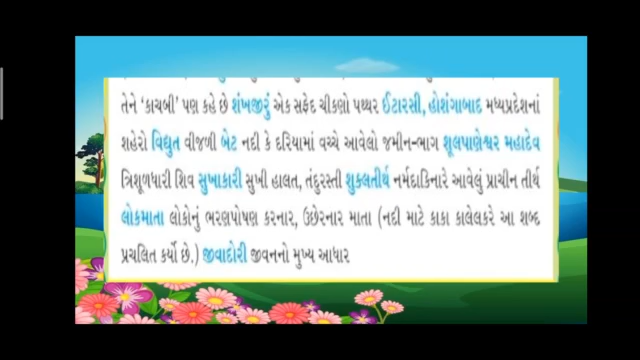 તેને ‘કાચબી’ પણ કહે છે શંખજીરું એક સફેદ ચીકણો પથ્થર ઈટારસી, હોશંગાબાદ મધ્યપ્રદેશનાં
શહેરો વિદ્યુત વીજળી બેટ નદી કે દરિયામાં વચ્ચે આવેલો જમીન-ભાગ શૂલપાણેશ્વર મહાદેવ
ત્રિશૂળધારી શિવ સુખાકારી સુખી હાલત, તંદુરસ્તી શુક્લતીર્થ નર્મદાકિનારે આવેલું પ્રાચીન તીર્થ
લોકમાતા લોકોનું ભરણપોષણ કરનાર, ઉછેરનાર માતા (નદી માટે કાકા કાલેલકરે આ શબ્દ
પ્રચલિત કર્યો છે.) જીવાદોરી જીવનનો મુખ્ય આધાર